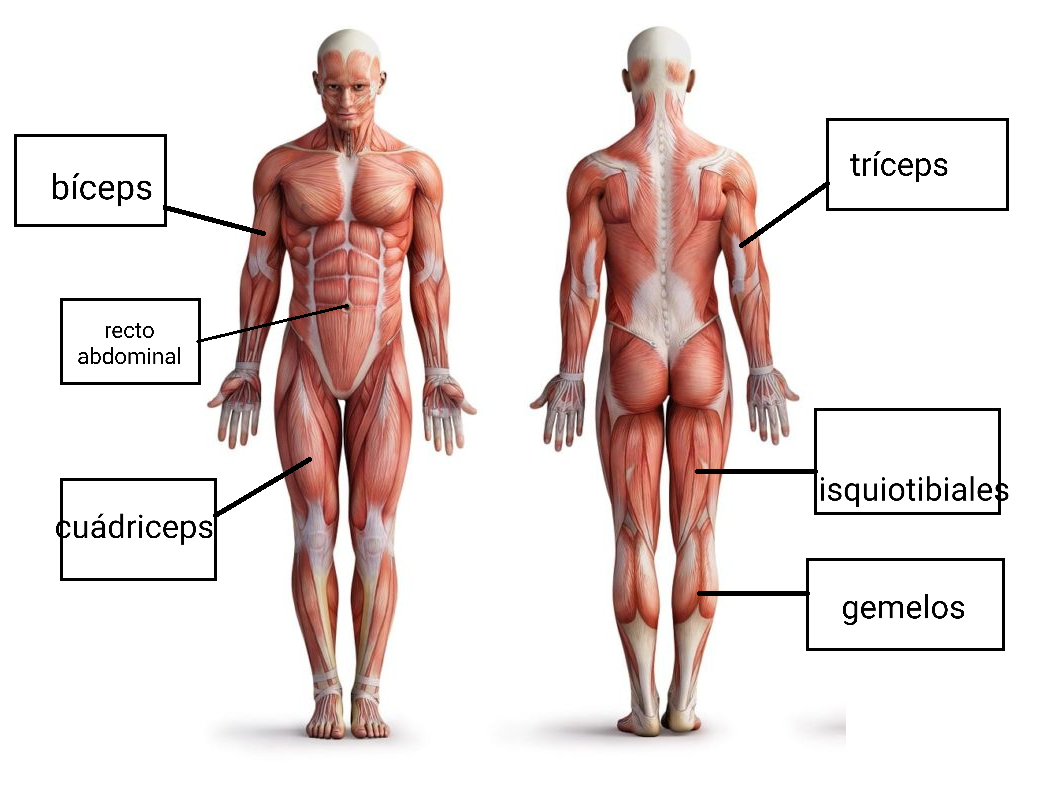 bíceps
tríceps
recto
abdominal
cuádriceps
isquiotibiales
gemelos